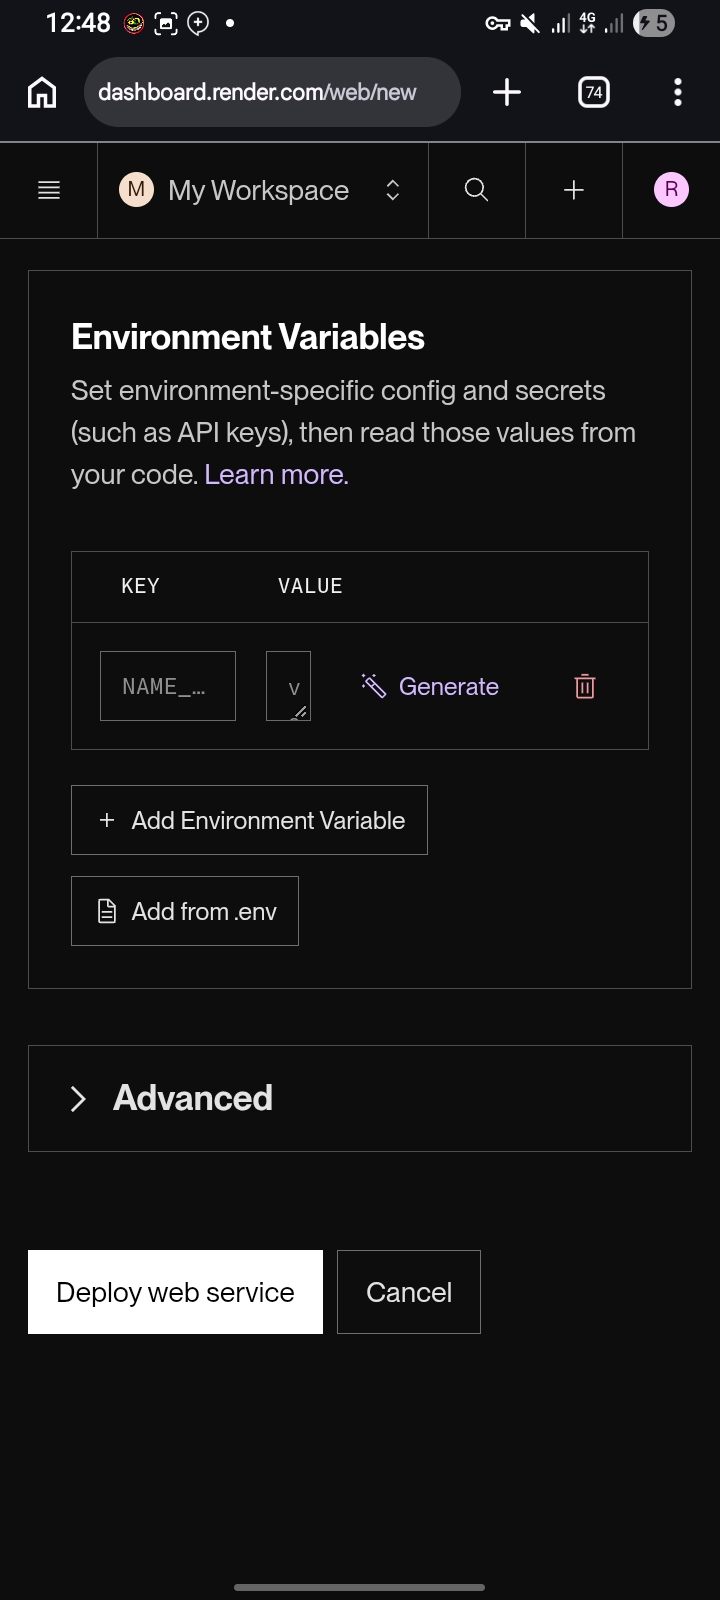 12:48
4G
5
dashboard.render.com/web/new
74
M
My Workspace
R
Environment Variables
Set environment-specific config and secrets
(such as API keys), then read those values from
your code. Learn more.
KEY VALUE
NAME_... v Generate
+ Add Environment Variable
Add from .env
Advanced
Deploy web service
Cancel